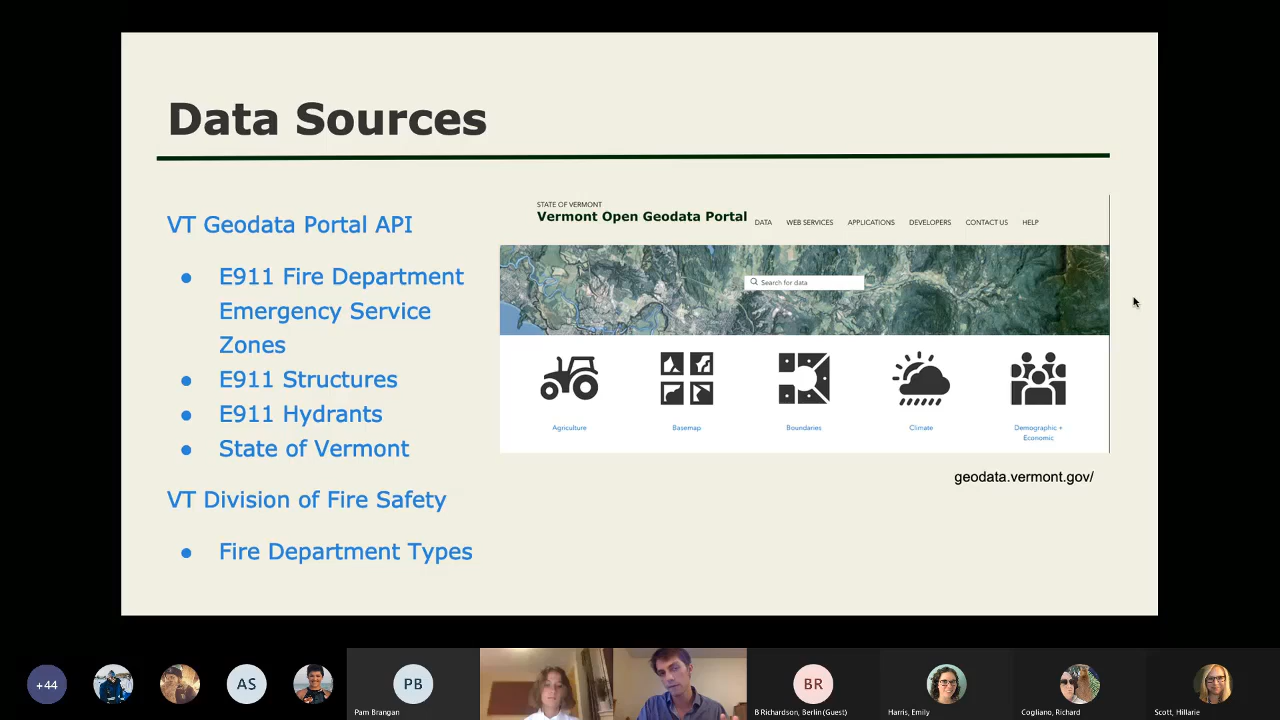 Data Sources
VT Geodata Portal API
● E911 Fire Department
Emergency Service
Zones
● E911 Structures
● E911 Hydrants
● State of Vermont
VT Division of Fire Safety
● Fire Department Types
STATE OF VERMONT
Vermont Open Geodata Portal
DATA WEB SERVICES APPLICATIONS DEVELOPERS CONTACT US HELP
Search for data
Agriculture
Basemap
Boundaries
Climate
Demographic +
Economic
geodata.vermont.gov/
+44
AS
PB
Pam Brangan
BR
B Richardson, Berlin (Guest)
Harris, Emily
Cogliano, Richard
Scott, Hillarie